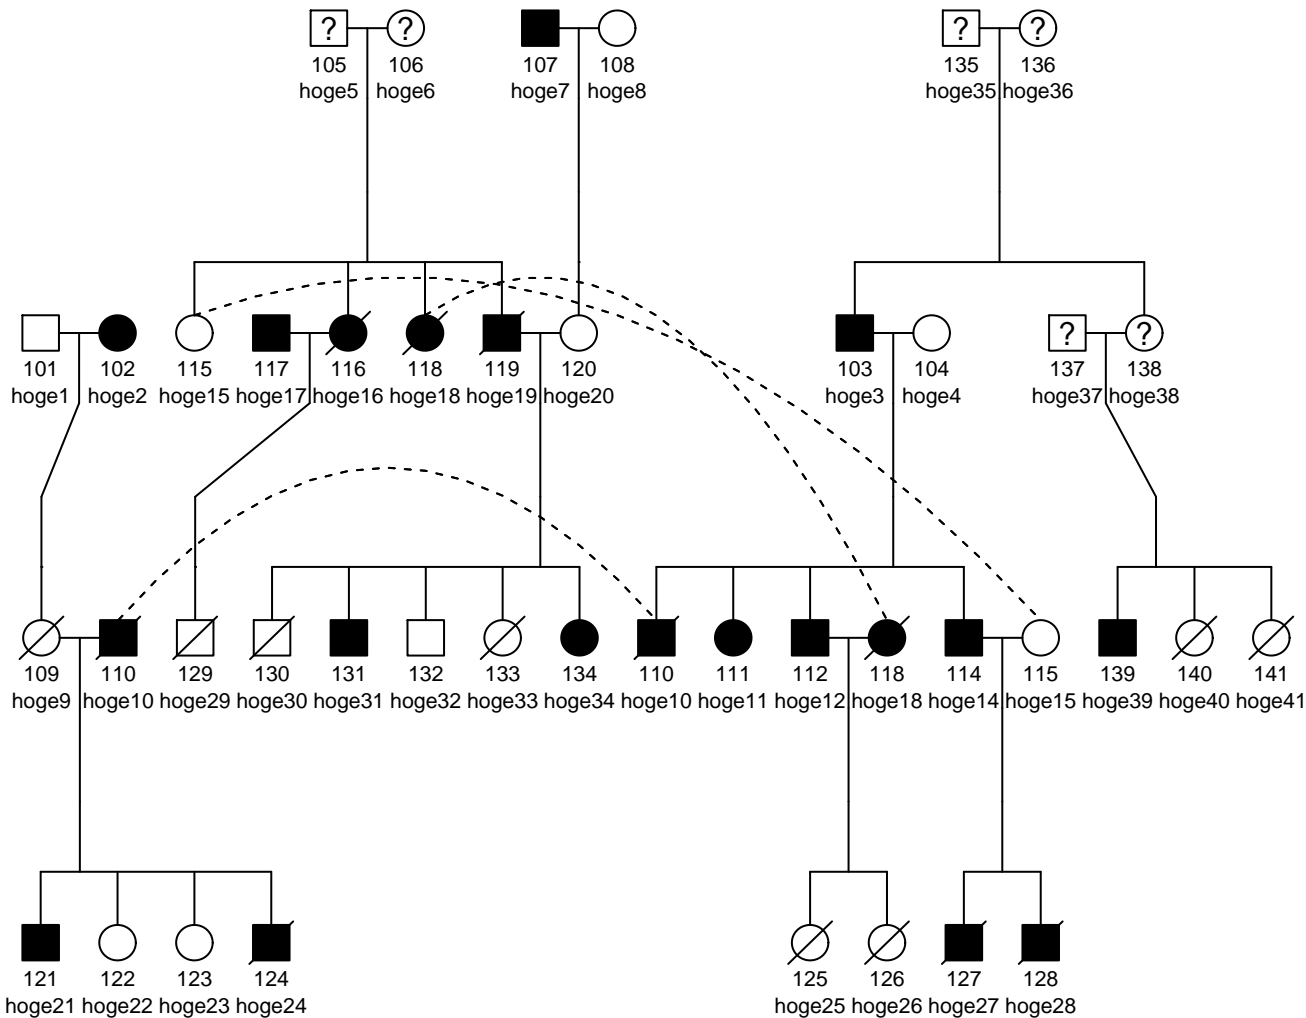 ? ? ? ?
105 106 107 108 135 136
hoge5 hoge6 hoge7 hoge8 hoge35 hoge36
? ?
101 102 115 117 116 118 119 120 103 104 137 138
hoge1 hoge2 hoge15 hoge17 hoge16 hoge18 hoge19 hoge20 hoge3 hoge4 hoge37 hoge38
109 110 129 130 131 132 133 134 110 111 112 118 114 115 139 140 141
hoge9 hoge10 hoge29 hoge30 hoge31 hoge32 hoge33 hoge34 hoge10 hoge11 hoge12 hoge18 hoge14 hoge15 hoge39 hoge40 hoge41
121 122 123 124 125 126 127 128
hoge21 hoge22 hoge23 hoge24 hoge25 hoge26 hoge27 hoge28